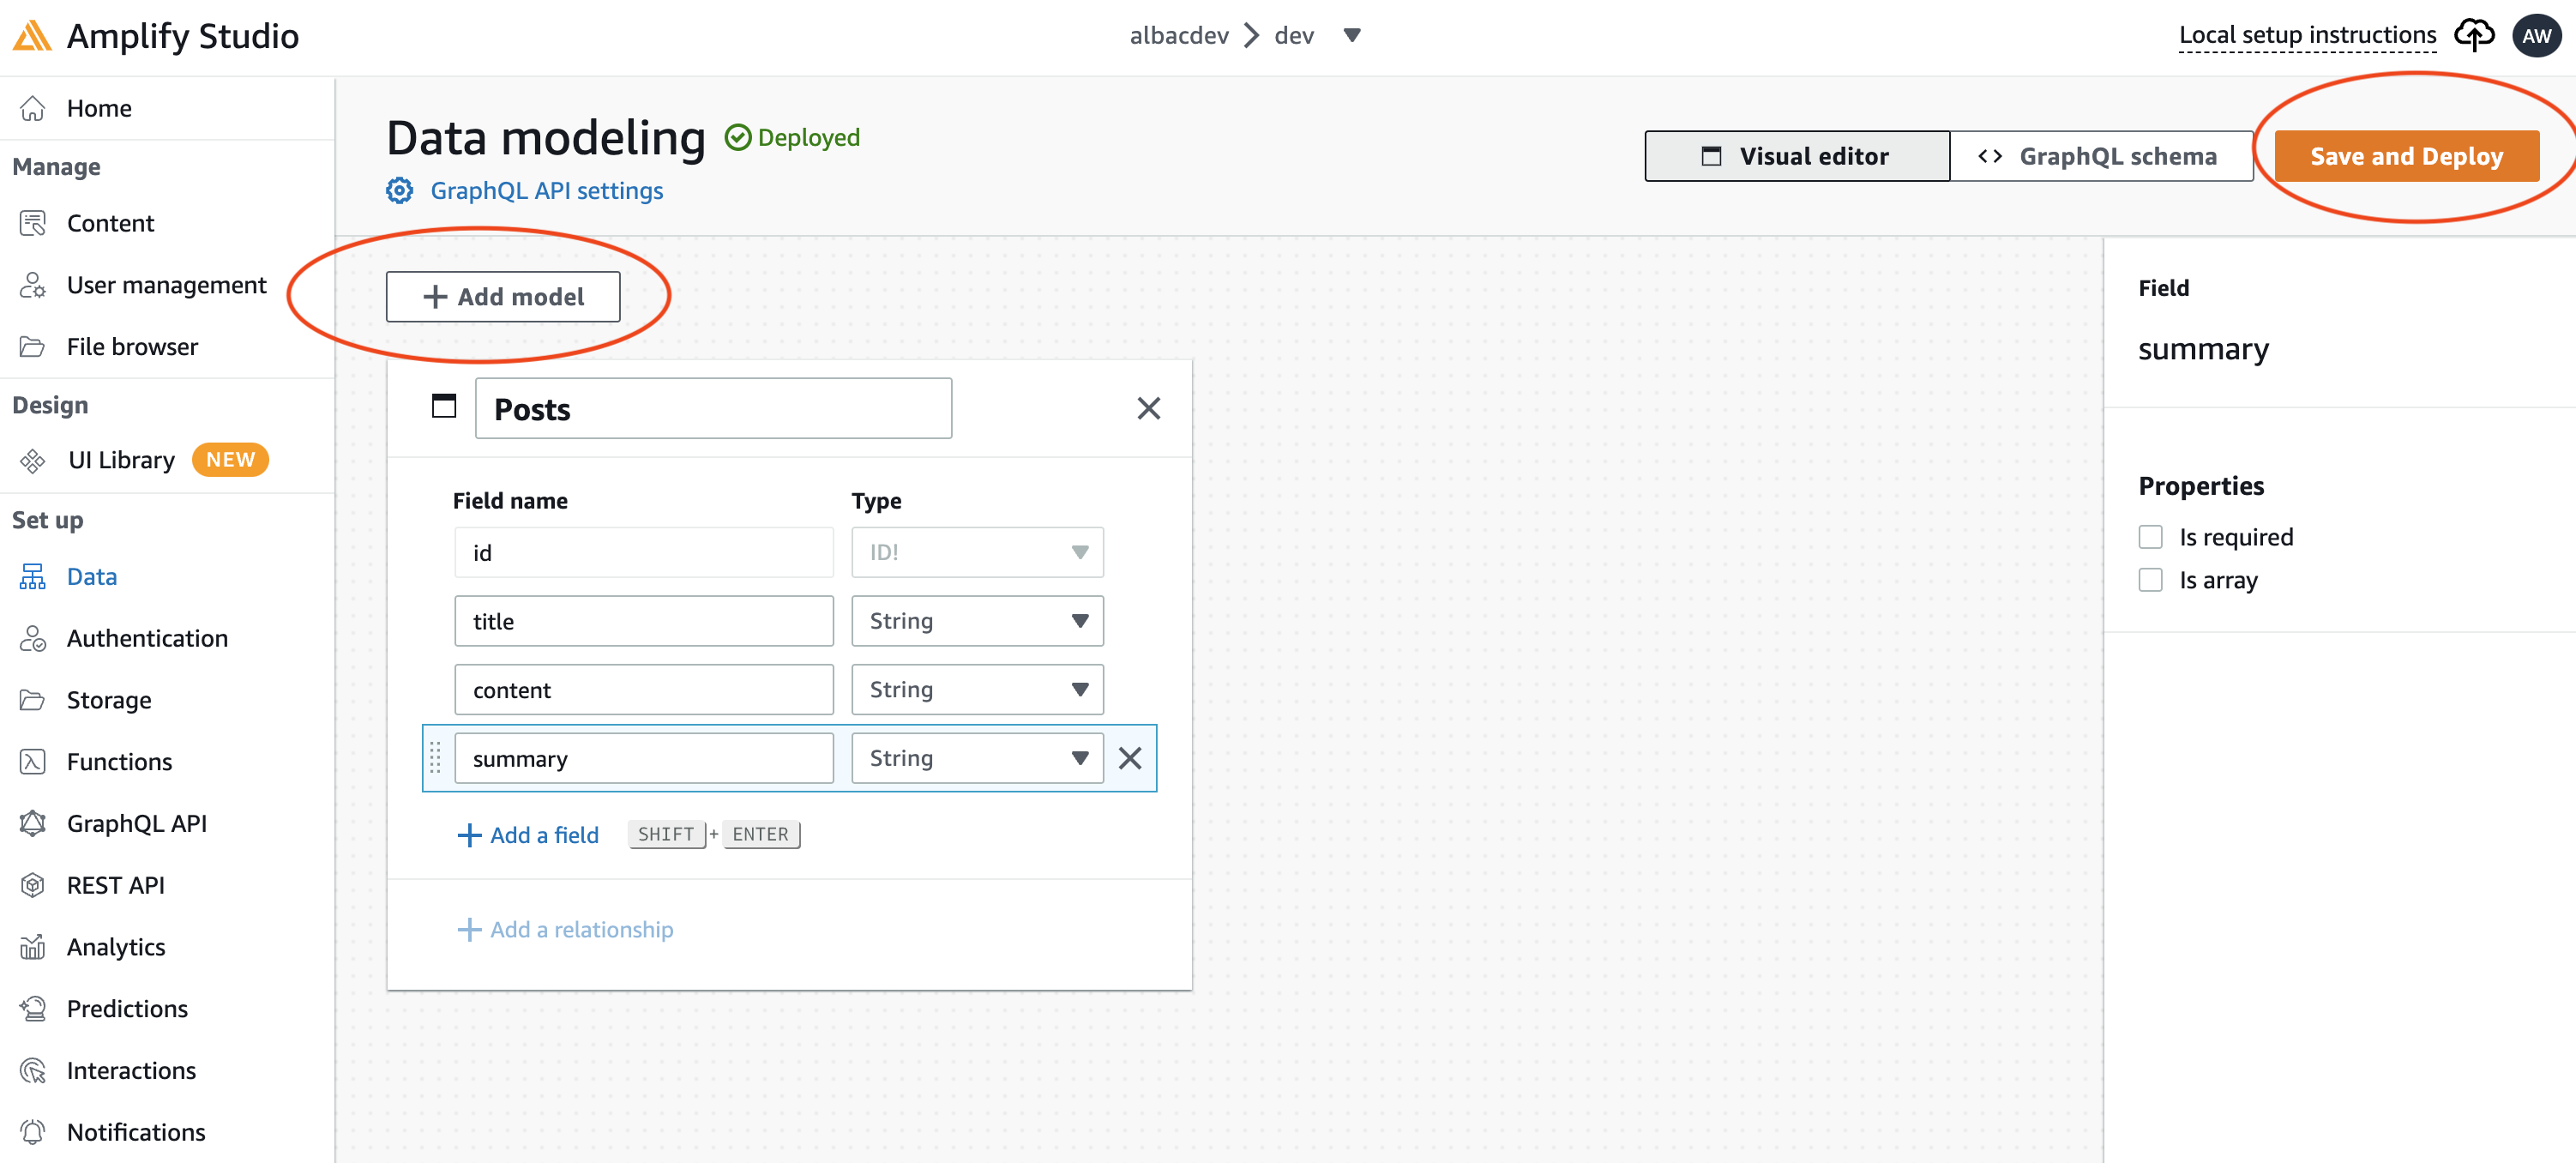 Amplify Studio
albacdev > dev
Local setup instructions
AW
Home
Manage
Content
User management
File browser
Design
UI Library NEW
Set up
Data
Authentication
Storage
Functions
GraphQL API
REST API
Analytics
Predictions
Interactions
Notifications
Data modeling Deployed
GraphQL API settings
Visual editor
<> GraphQL schema
Save and Deploy
+ Add model
Posts
Field name Type
id ID!
title String
content String
summary String
+ Add a field SHIFT + ENTER
+ Add a relationship
Field
summary
Properties
Is required
Is array